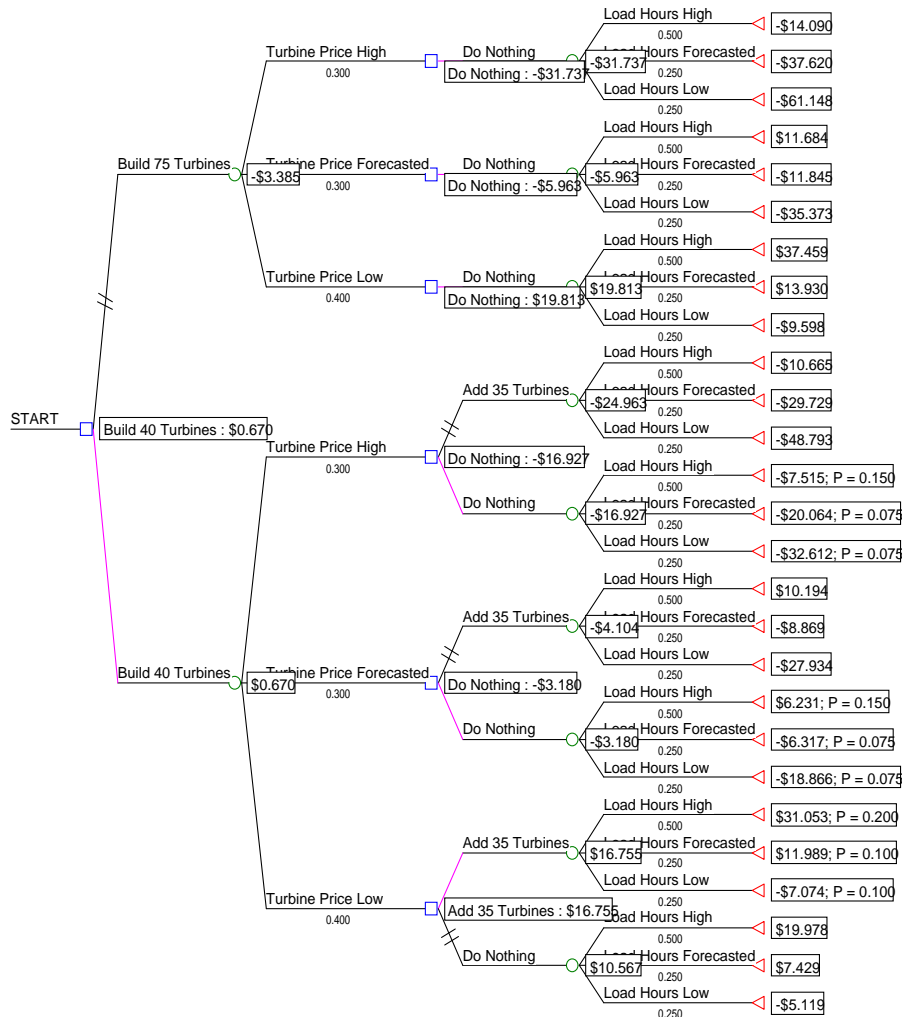 Load Hours High
0.500
-$14.090
Turbine Price High
0.300
Do Nothing
Do Nothing : -$31.737
-$31.737
Load Hours Forecasted
0.250
-$37.620
Load Hours Low
0.250
-$61.148
Load Hours High
0.500
$11.684
Build 75 Turbines
-$3.385
Turbine Price Forecasted
0.300
Do Nothing
Do Nothing : -$5.963
-$5.963
Load Hours Forecasted
0.250
-$11.845
Load Hours Low
0.250
-$35.373
Load Hours High
0.500
$37.459
Turbine Price Low
0.400
Do Nothing
Do Nothing : $19.813
$19.813
Load Hours Forecasted
0.250
$13.930
Load Hours Low
0.250
-$9.598
Load Hours High
0.500
-$10.665
Add 35 Turbines
-$24.963
Load Hours Forecasted
0.250
-$29.729
Load Hours Low
0.250
-$48.793
START
Build 40 Turbines : $0.670
Turbine Price High
0.300
Do Nothing : -$16.927
Load Hours High
0.500
-$7.515; P = 0.150
Do Nothing
-$16.927
Load Hours Forecasted
0.250
-$20.064; P = 0.075
Load Hours Low
0.250
-$32.612; P = 0.075
Load Hours High
0.500
$10.194
Add 35 Turbines
-$4.104
Load Hours Forecasted
0.250
-$8.869
Load Hours Low
0.250
-$27.934
Build 40 Turbines
$0.670
Turbine Price Forecasted
0.300
Do Nothing : -$3.180
Load Hours High
0.500
$6.231; P = 0.150
Do Nothing
-$3.180
Load Hours Forecasted
0.250
-$6.317; P = 0.075
Load Hours Low
0.250
-$18.866; P = 0.075
Load Hours High
0.500
$31.053; P = 0.200
Add 35 Turbines
$16.755
Load Hours Forecasted
0.250
$11.989; P = 0.100
Load Hours Low
0.250
-$7.074; P = 0.100
Turbine Price Low
0.400
Add 35 Turbines : $16.755
Load Hours High
0.500
$19.978
Do Nothing
$10.567
Load Hours Forecasted
0.250
$7.429
Load Hours Low
0.250
-$5.119